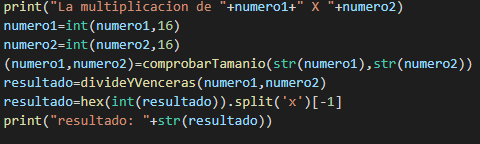 print("La multiplicacion de "+numero1+" X "+numero2)
numero1=int(numero1,16)
numero2=int(numero2,16)
(numero1,numero2)=comprobarTamanio(str(numero1),str(numero2))
resultado=divideYVenceras(numero1,numero2)
resultado=hex(int(resultado)).split('x')[-1]
print("resultado: "+str(resultado))